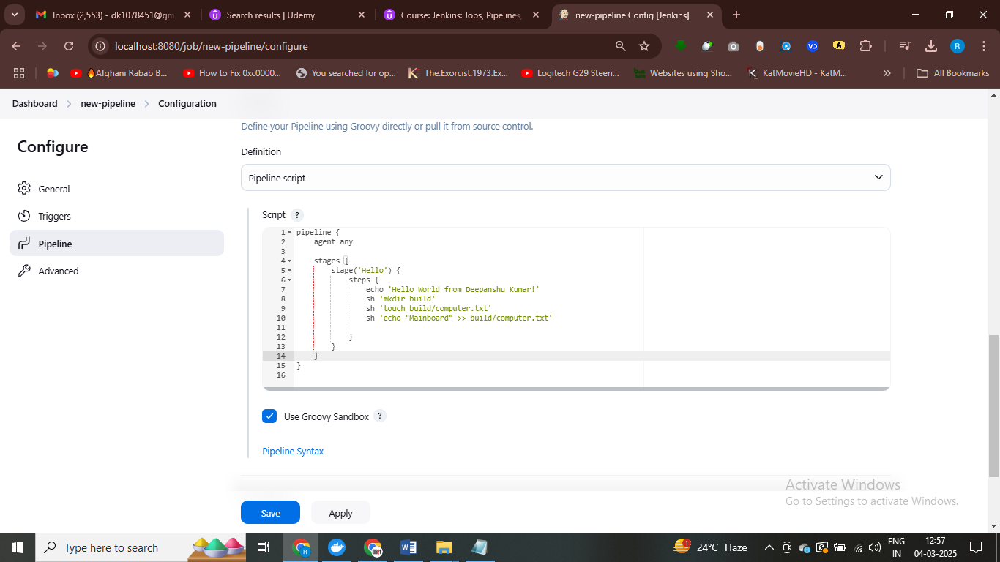 Inbox (2,553) - dk1078451@gm
Search results | Udemy
Course: Jenkins: Jobs, Pipelines,
new-pipeline Config [Jenkins]
localhost:8080/job/new-pipeline/configure
R
🔥Afghani Rabab B...
How to Fix 0xc0000...
You searched for op...
The.Exorcist.1973.Ex...
Logitech G29 Steeri...
Websites using Sho...
KatMovieHD - KatM...
All Bookmarks
Dashboard > new-pipeline > Configuration
Configure
General
Triggers
Pipeline
Advanced
Define your Pipeline using Groovy directly or pull it from source control.
Definition
Pipeline script
Script ?
1 pipeline {
2 agent any
3
4 stages {
5 stage('Hello') {
6 steps {
7 echo 'Hello World from Deepanshu Kumar!'
8 sh 'mkdir build'
9 sh 'touch build/computer.txt'
10 sh 'echo "Mainboard" >> build/computer.txt'
11
12 }
13 }
14 }
15 }
16
Use Groovy Sandbox ?
Pipeline Syntax
Save
Apply
Activate Windows
Go to Settings to activate Windows.
Type here to search
24°C Haze
ENG
IN
12:57
04-03-2025